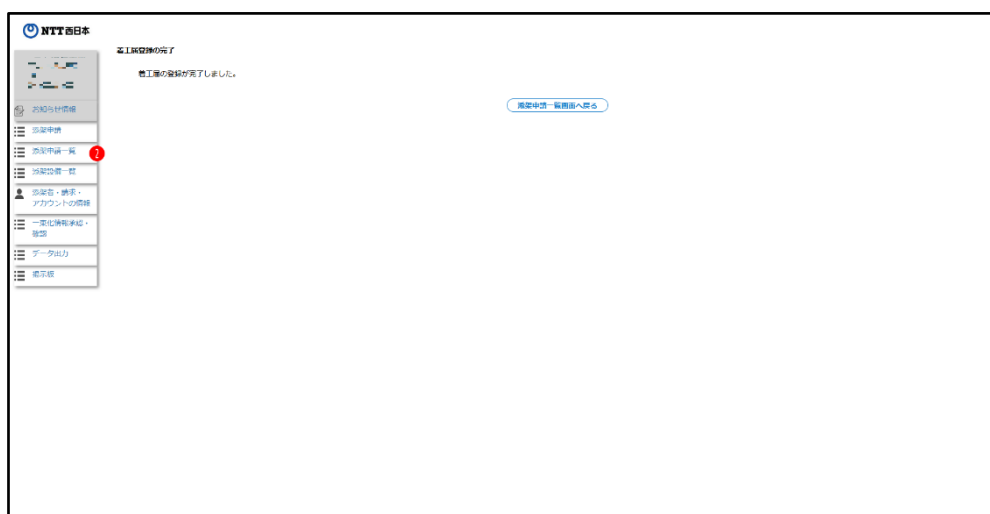 NTT西日本
着工届登録の完了
着工届の登録が完了しました。
添架申請一覧画面へ戻る
お知らせ情報
添架申請
添架申請一覧
2
添架設備一覧
添架者・請求・
アカウントの情報
一束化情報承認・
確認
データ出力
掲示板